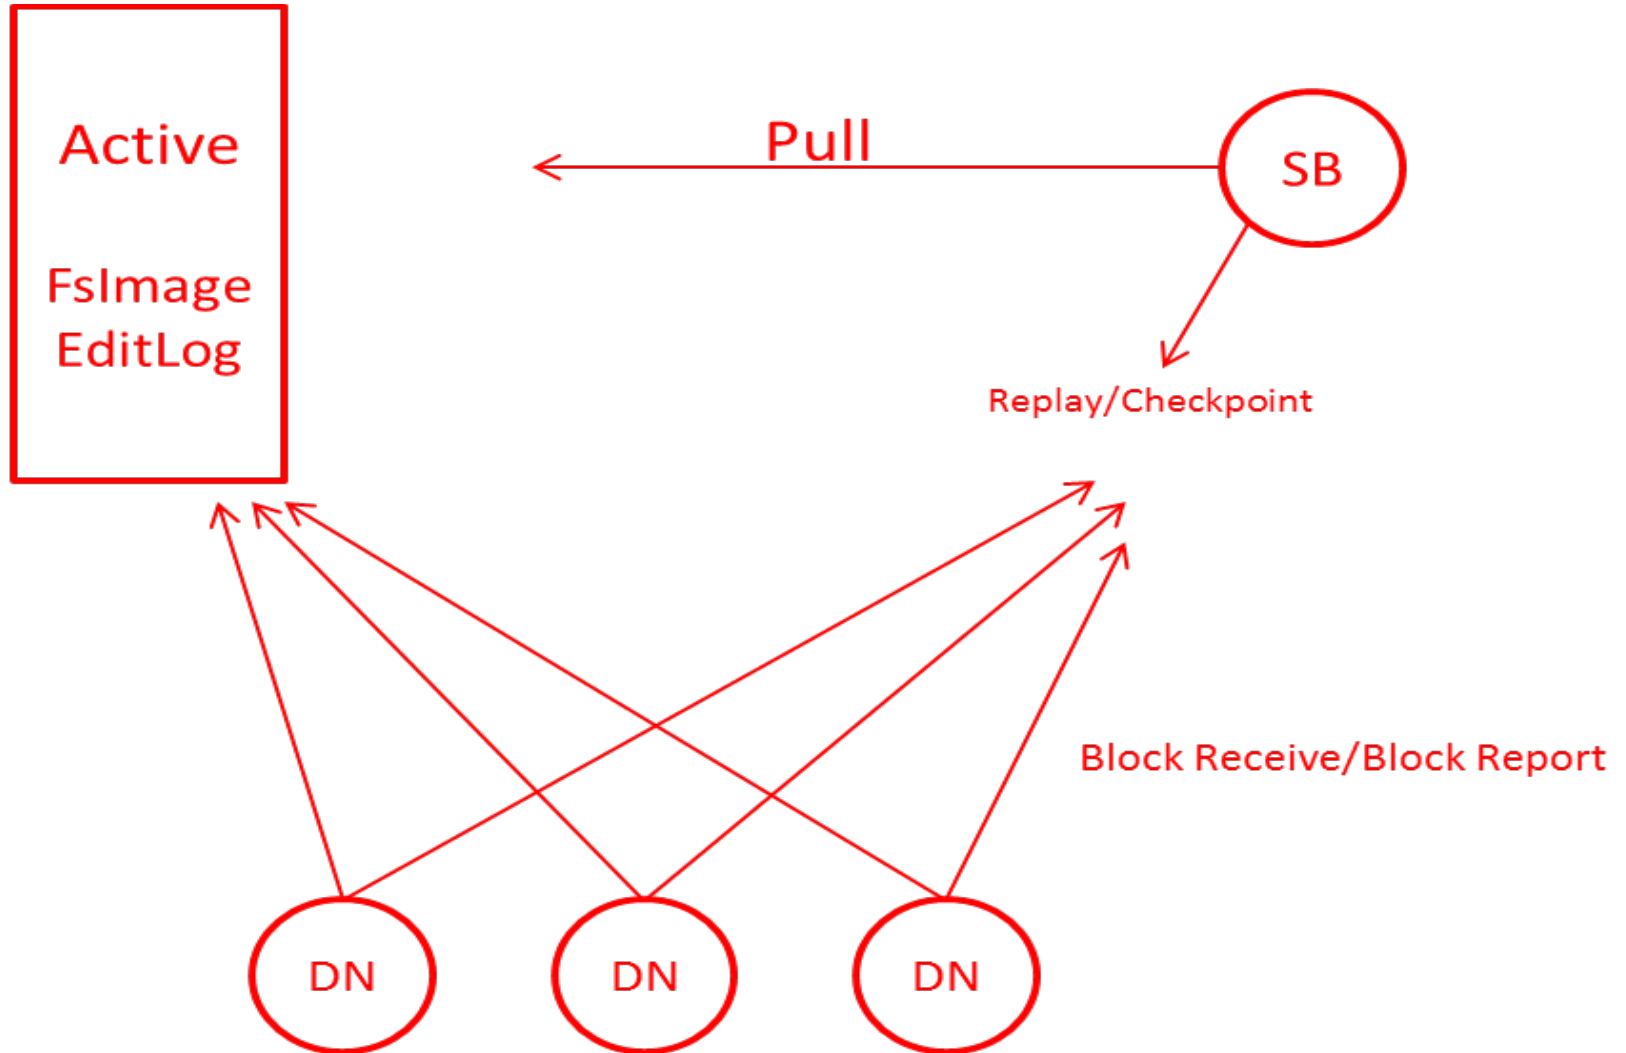 Active
FsImage
EditLog
Pull
SB
Replay/Checkpoint
Block Receive/Block Report
DN
DN
DN